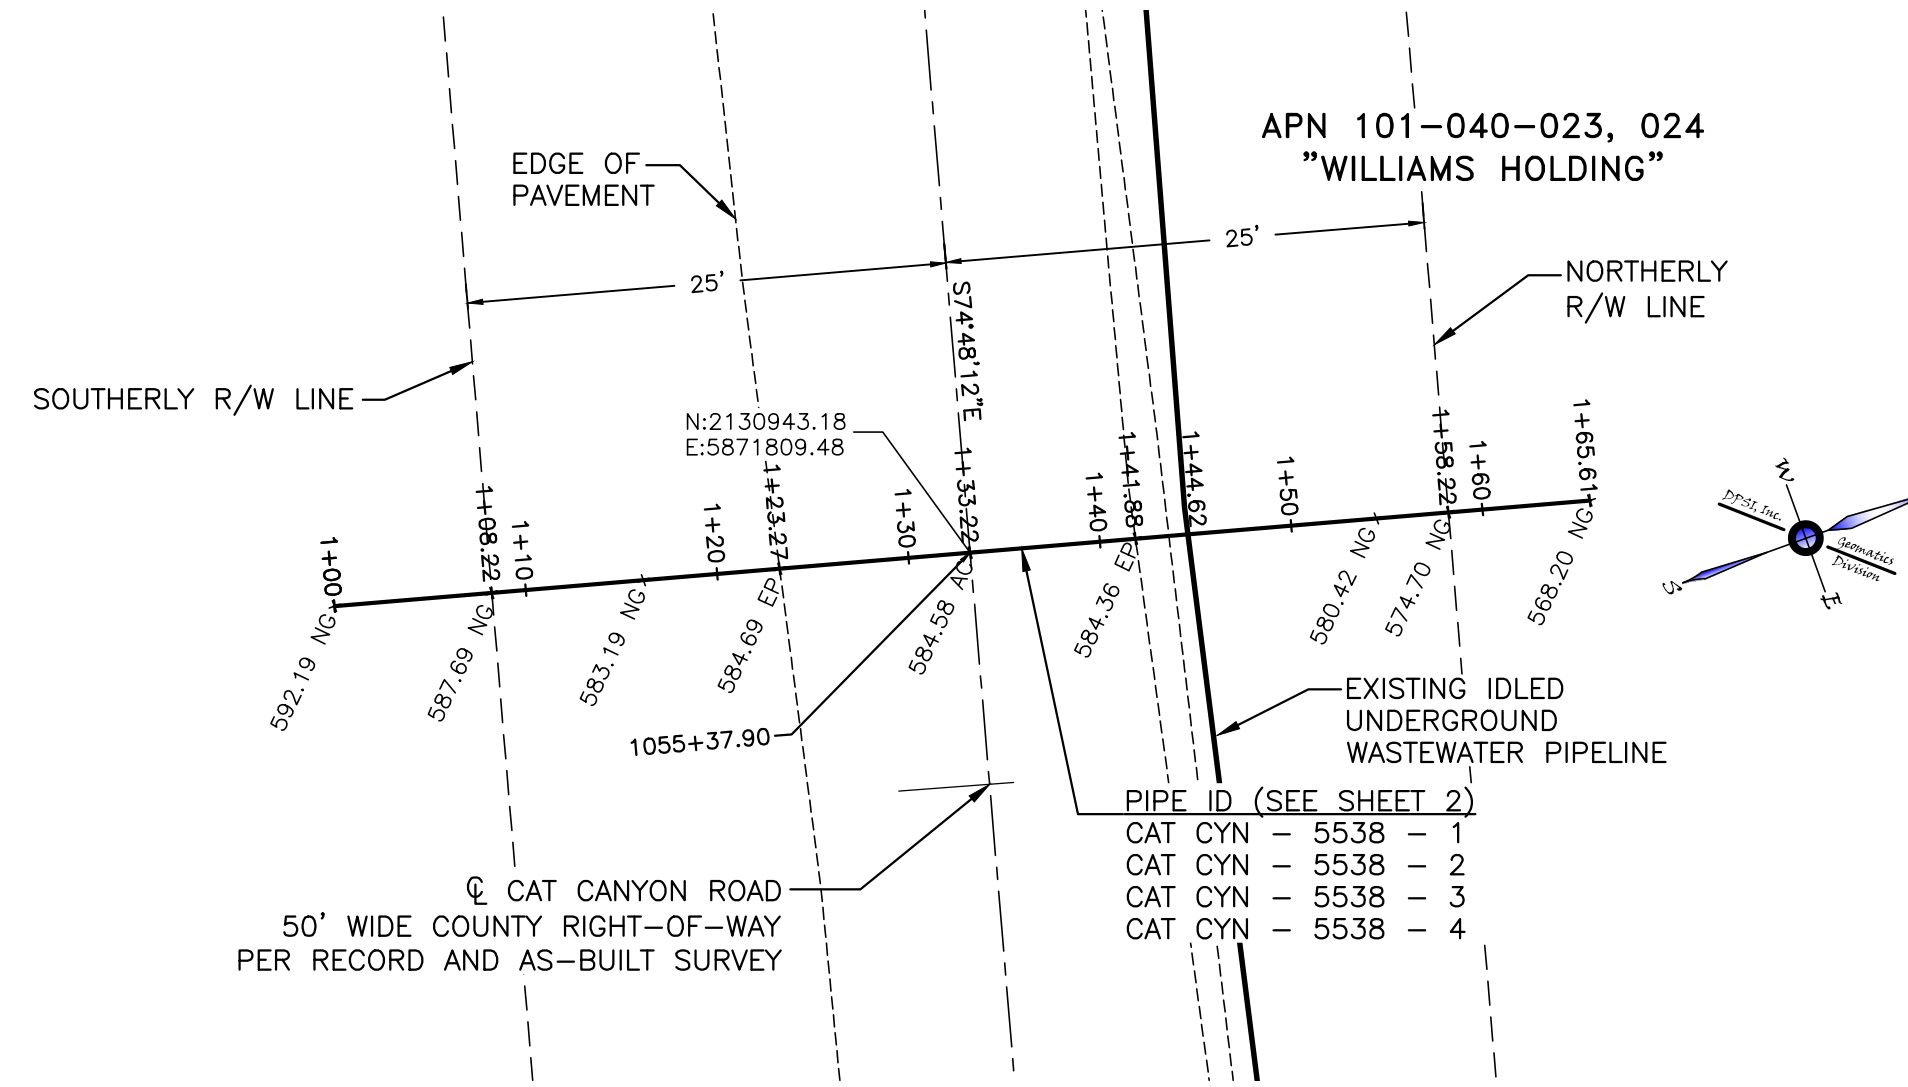 APN 101-040-023, 024
"WILLIAMS HOLDING"
EDGE OF
PAVEMENT
25'
25'
NORTHERLY
R/W LINE
S74°48'12"E
SOUTHERLY R/W LINE
N:2130943.18
E:5871809.48
1+00
1+08.22
1+10
1+20
1+23.27
1+30
1+33.22
1+40
1+41.88
1+44.62
1+50
1+58.22
1+60
1+65.61
592.19 NG
587.69 NG
583.19 NG
584.69 EP
584.58 AC
584.36 EP
580.42 NG
574.70 NG
568.20 NG
W
DPSI, Inc.
Geomatics
Division
S
E
1055+37.90
EXISTING IDLED
UNDERGROUND
WASTEWATER PIPELINE
PIPE ID (SEE SHEET 2)
CAT CYN - 5538 - 1
CAT CYN - 5538 - 2
CAT CYN - 5538 - 3
CAT CYN - 5538 - 4
℄ CAT CANYON ROAD
50' WIDE COUNTY RIGHT-OF-WAY
PER RECORD AND AS-BUILT SURVEY